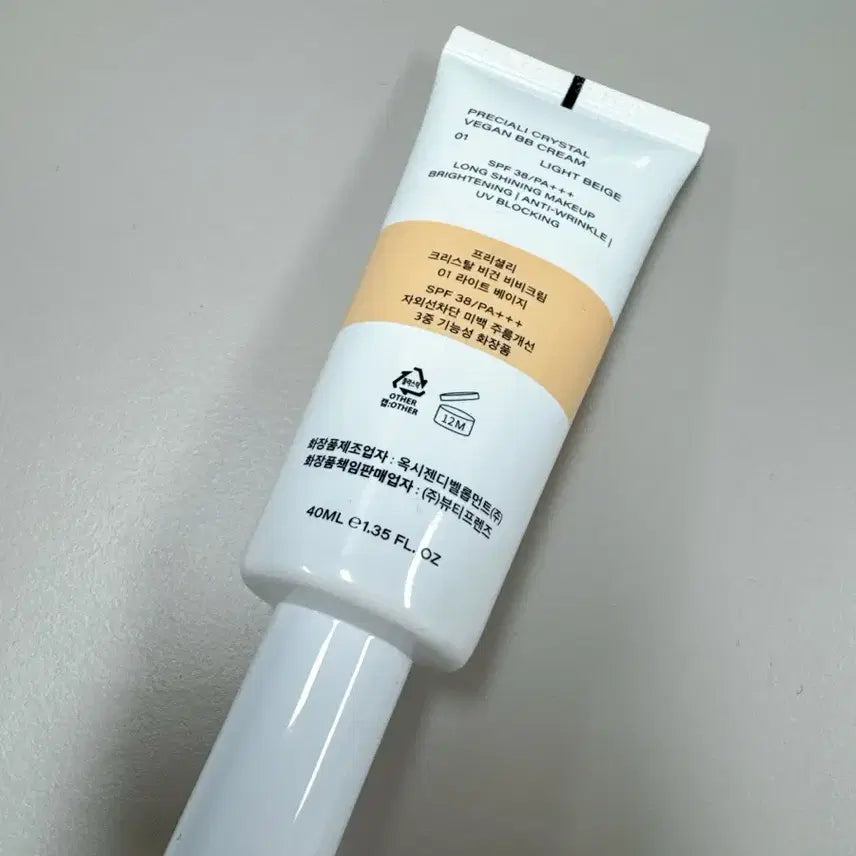 PRECIALI CRYSTAL
VEGAN BB CREAM
01 LIGHT BEIGE
SPF 38/PA+++
LONG SHINING MAKEUP
BRIGHTENING | ANTI-WRINKLE |
UV BLOCKING
프리셜리
크리스탈 비건 비비크림
01 라이트 베이지
SPF 38/PA+++
자외선차단 미백 주름개선
3중 기능성 화장품
플라스틱
OTHER
캡:OTHER
12M
화장품제조업자 : 옥시젠디벨롭먼트(주)
화장품책임판매업자 : (주)뷰티프렌즈
40ML ℮1.35 FL. OZ